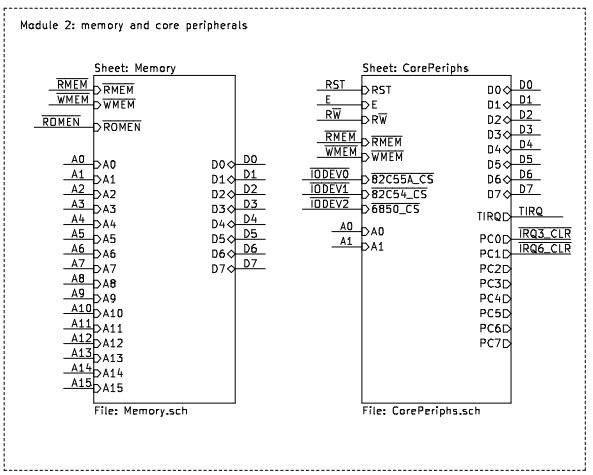 Module 2: memory and core peripherals
Sheet: Memory
RMEM RMEM
WMEM WMEM
ROMEN ROMEN
A0 A0 D0 D0
A1 A1 D1 D1
A2 A2 D2 D2
A3 A3 D3 D3
A4 A4 D4 D4
A5 A5 D5 D5
A6 A6 D6 D6
A7 A7 D7 D7
A8 A8
A9 A9
A10 A10
A11 A11
A12 A12
A13 A13
A14 A14
A15 A15
File: Memory.sch
Sheet: CorePeriphs
RST RST D0 D0
E E D1 D1
RW RW D2 D2
D3 D3
RMEM RMEM D4 D4
WMEM WMEM D5 D5
IODEV0 82C55A_CS D6 D6
IODEV1 82C54_CS D7 D7
IODEV2 6850_CS
TIRQ TIRQ
A0 A0 PC0 IRQ3_CLR
A1 A1 PC1 IRQ6_CLR
PC2
PC3
PC4
PC5
PC6
PC7
File: CorePeriphs.sch